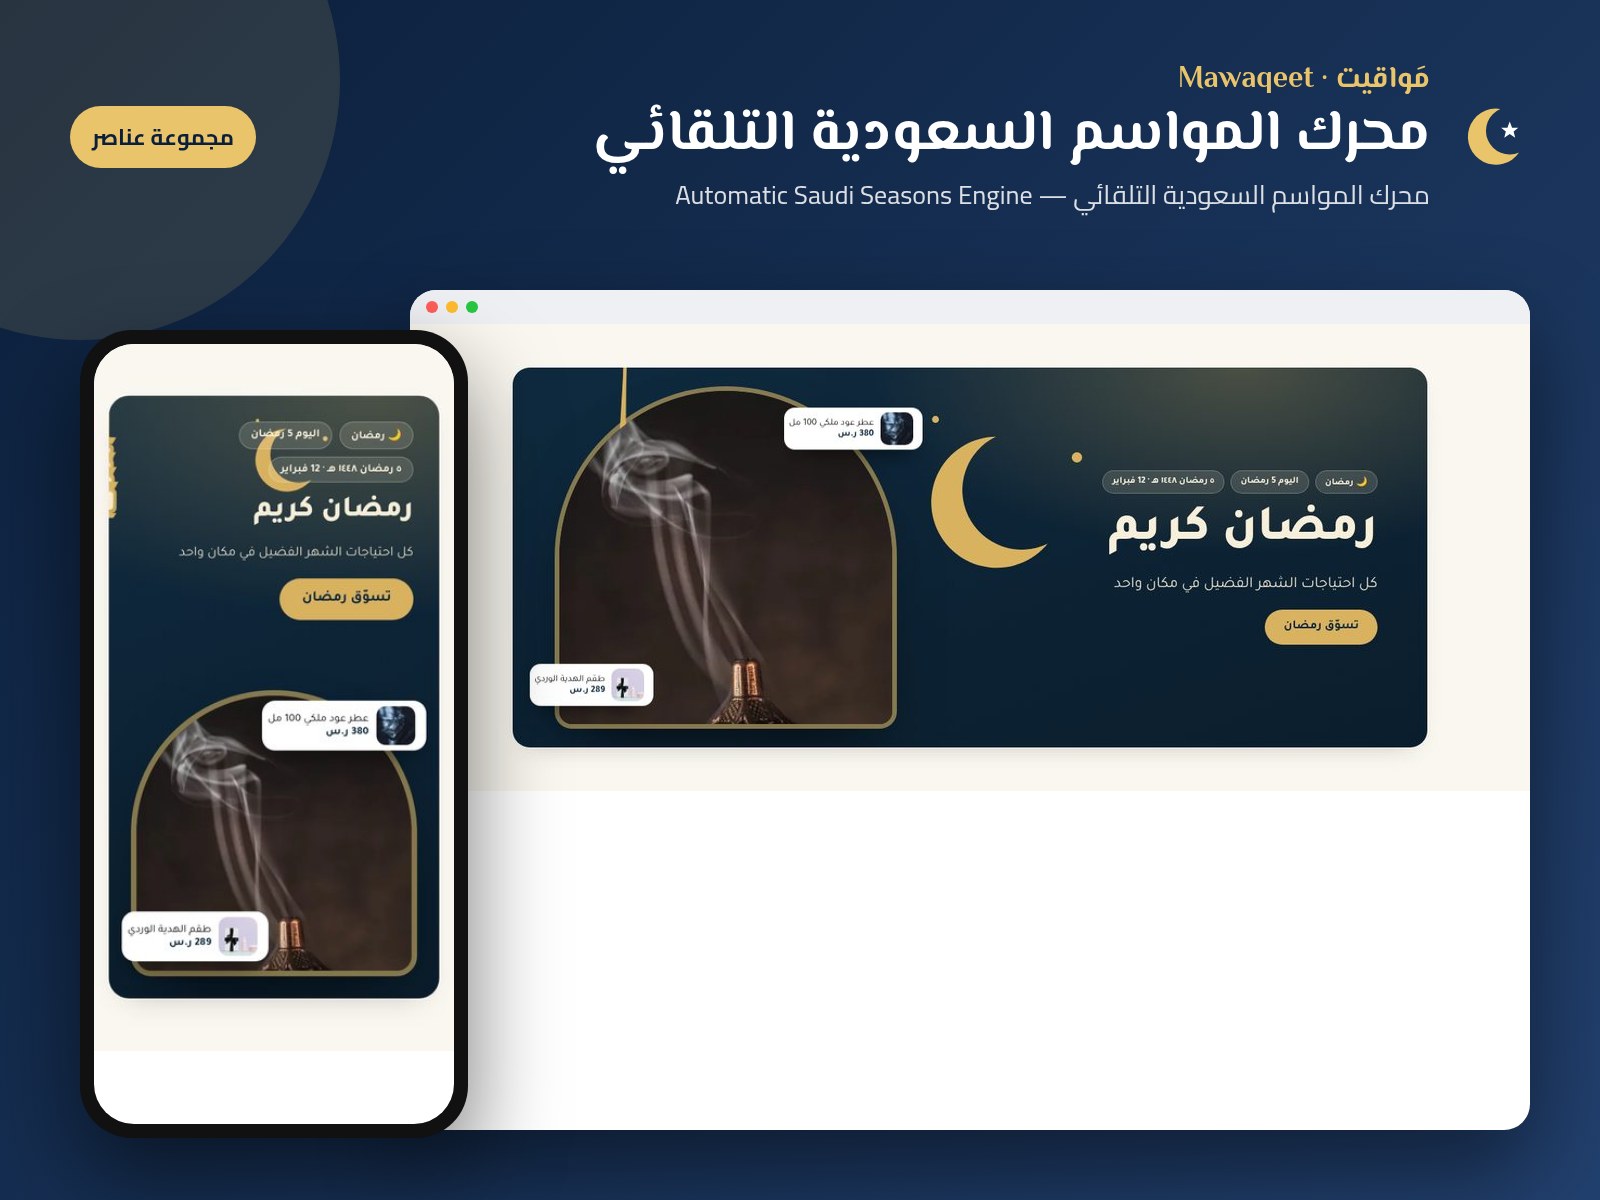 مَواقيت · Mawaqeet
محرك المواسم السعودية التلقائي
محرك المواسم السعودية التلقائي — Automatic Saudi Seasons Engine
مجموعة عناصر
🌙 رمضان
اليوم 5 رمضان
٥ رمضان ١٤٤٨ هـ · 12 فبراير
رمضان كريم
كل احتياجات الشهر الفضيل في مكان واحد
تسوّق رمضان
عطر عود ملكي 100 مل
380 ر.س
طقم الهدية الوردي
289 ر.س
🌙 رمضان
اليوم 5 رمضان
٥ رمضان ١٤٤٨ هـ · 12 فبراير
رمضان كريم
كل احتياجات الشهر الفضيل في مكان واحد
تسوّق رمضان
عطر عود ملكي 100 مل
380 ر.س
طقم الهدية الوردي
289 ر.س